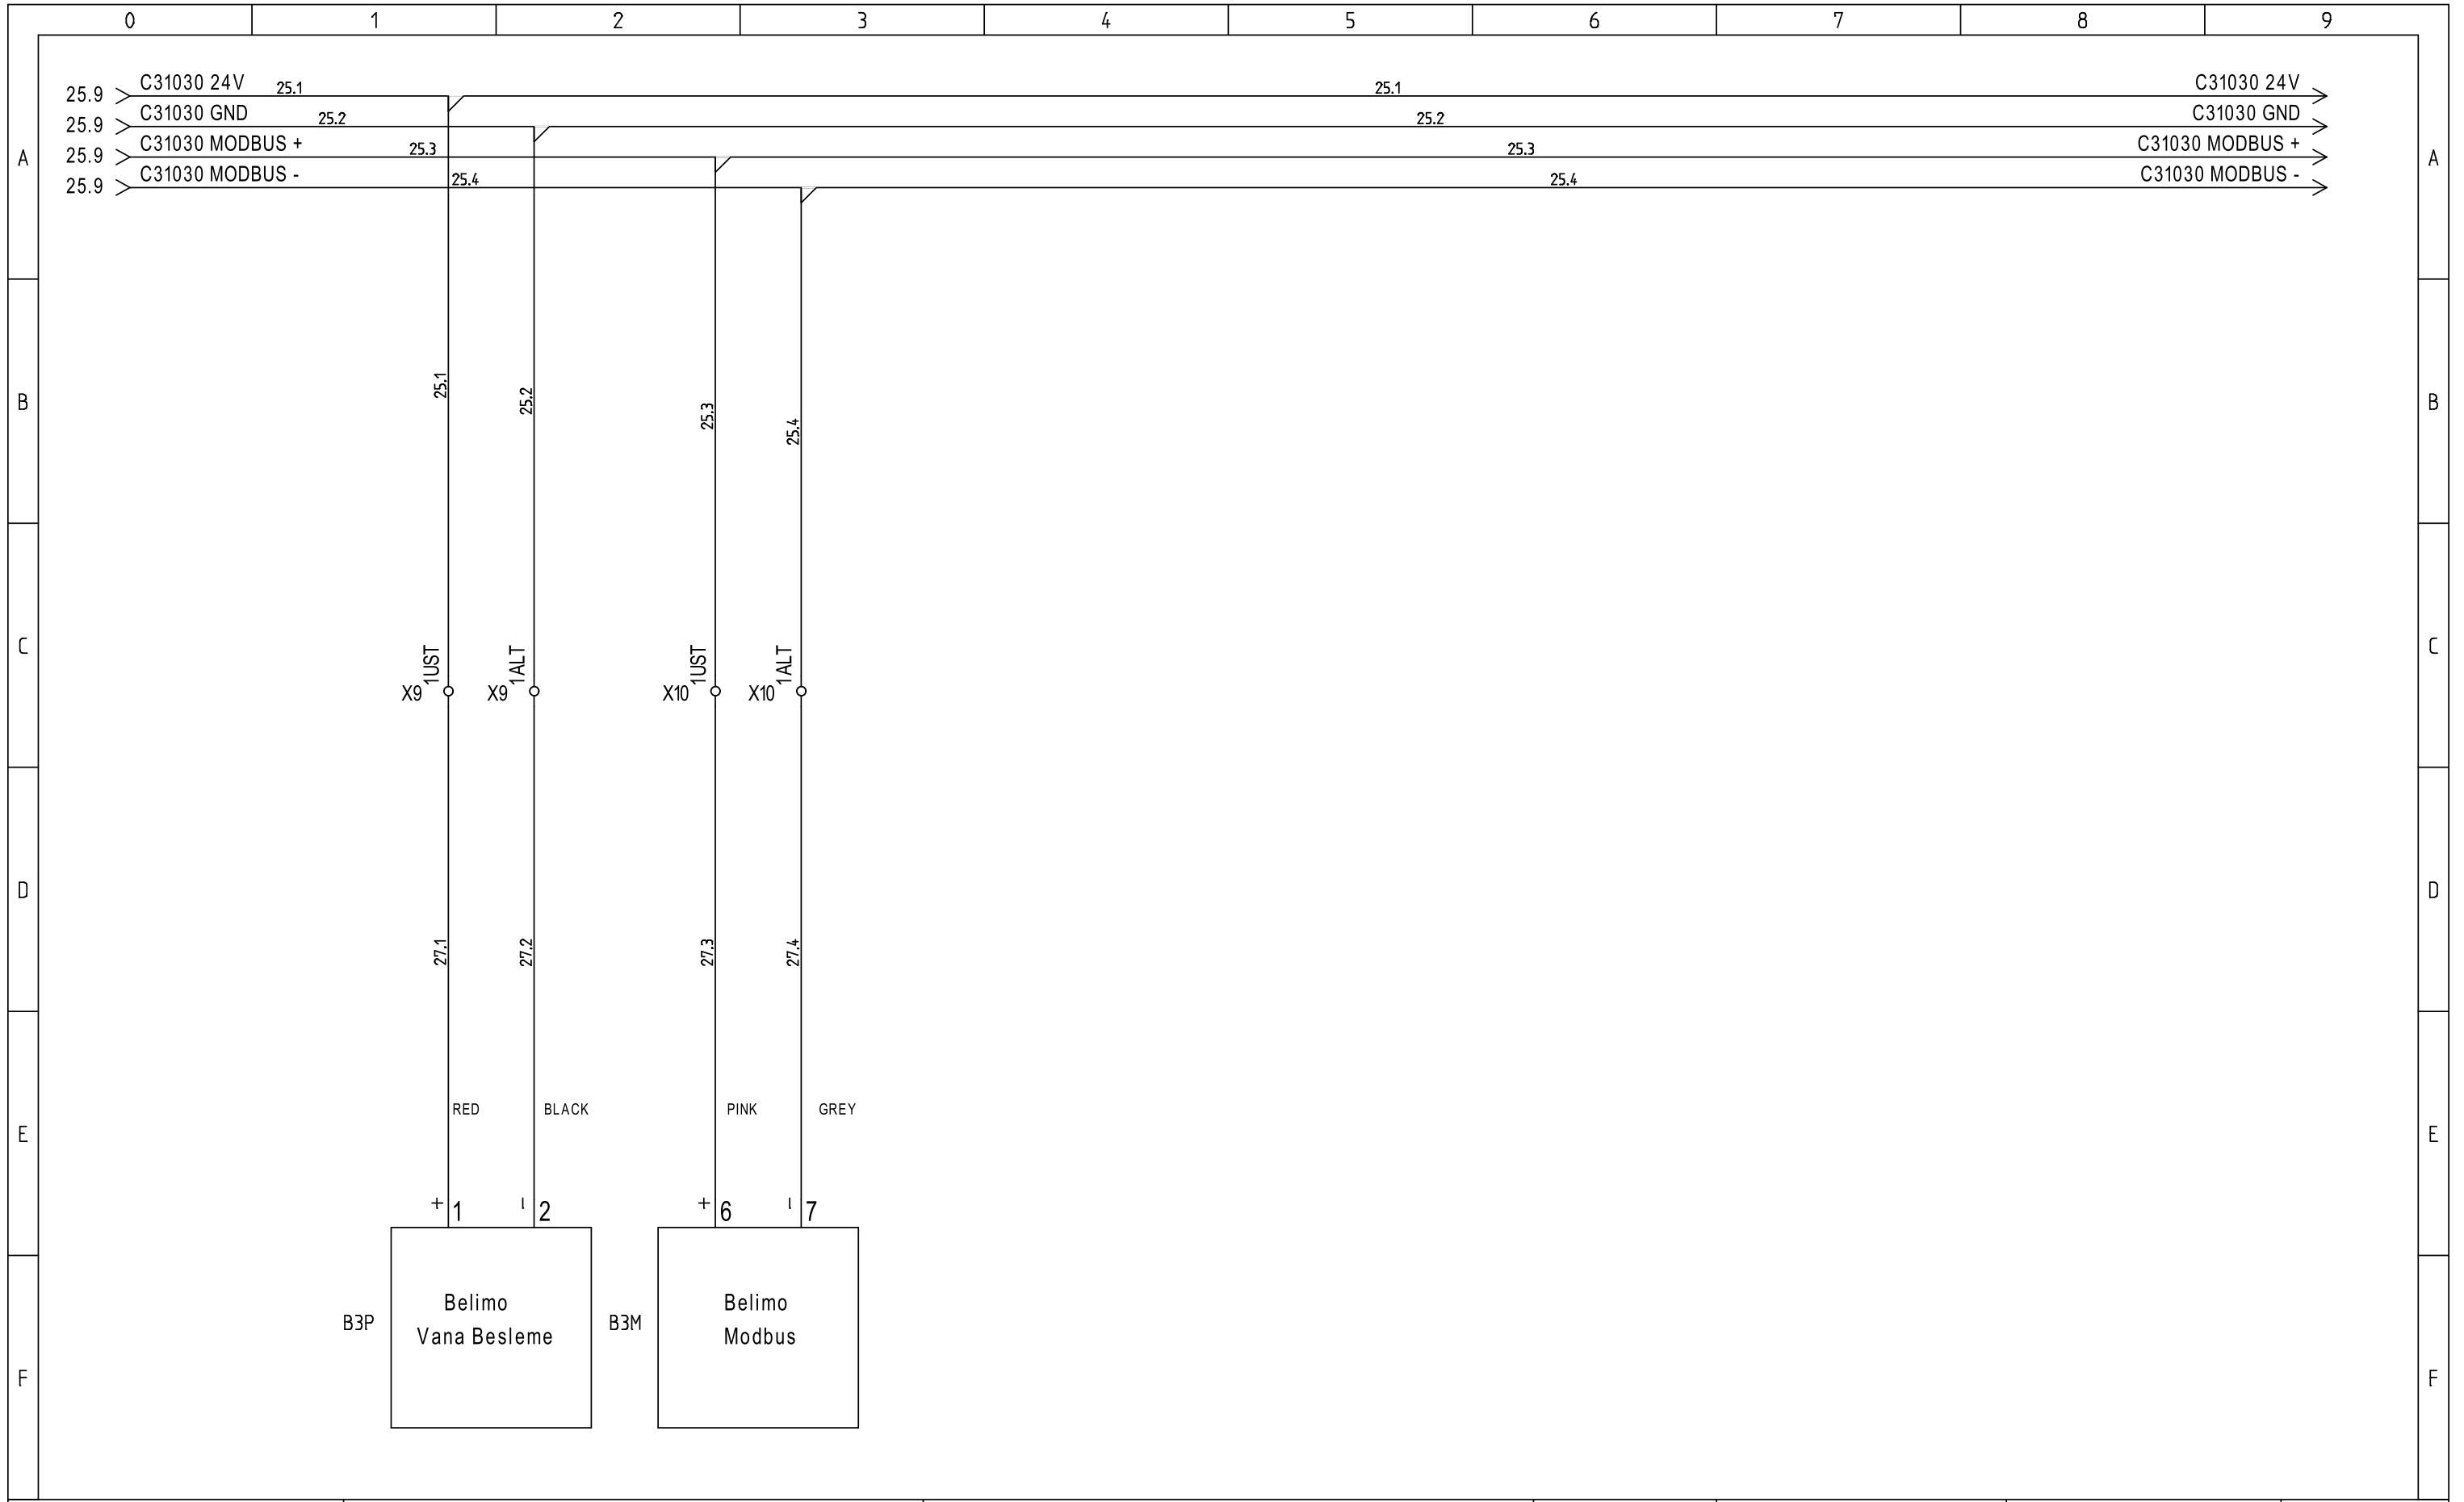 0 1 2 3 4 5 6 7 8 9
25.9 C31030 24V 25.1 25.1 C31030 24V
25.9 C31030 GND 25.2 25.2 C31030 GND
25.9 C31030 MODBUS + 25.3 25.3 C31030 MODBUS +
A A
25.9 C31030 MODBUS - 25.4 25.4 C31030 MODBUS -
B 25.1 25.2 25.3 25.4 B
C 1UST 1ALT 1UST 1ALT C
X9 X9 X10 X10
D D
27.1 27.2 27.3 27.4
RED BLACK PINK GREY
E E
+ 1 - 2 + 6 - 7
Belimo Belimo
B3P Vana Besleme B3M Modbus
F F